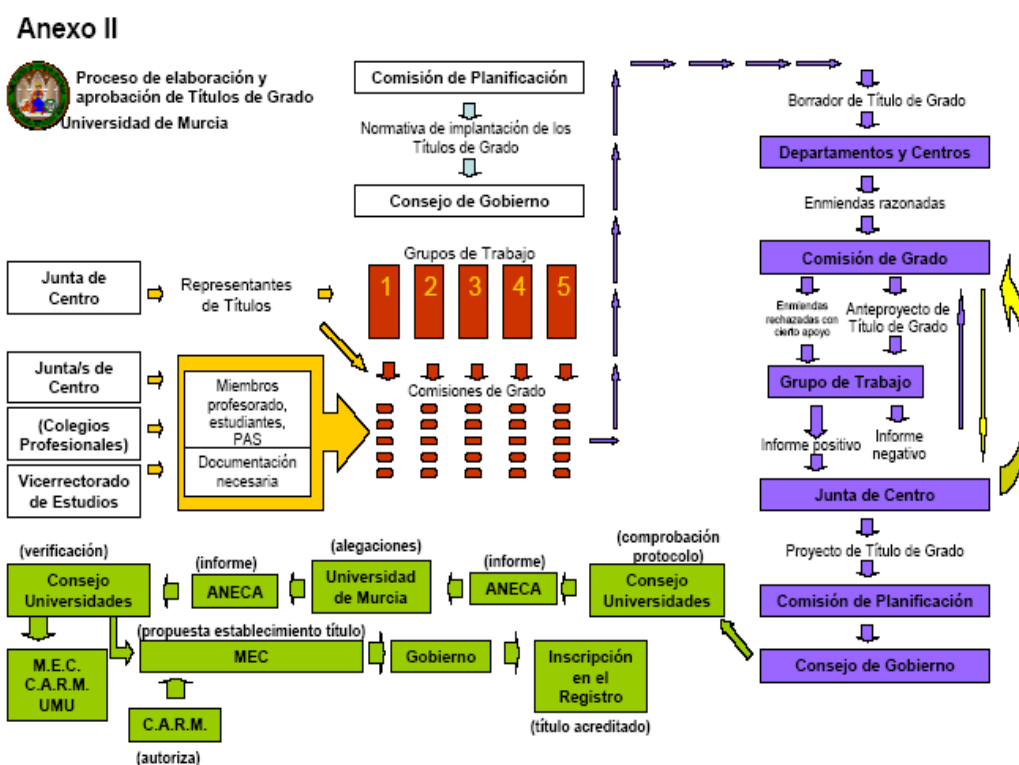 Anexo II
Proceso de elaboración y
aprobación de Títulos de Grado
Universidad de Murcia
Comisión de Planificación
Normativa de implantación de los
Títulos de Grado
Consejo de Gobierno
Junta de
Centro
Representantes
de Títulos
Grupos de Trabajo
1
2
3
4
5
Junta/s de
Centro
(Colegios
Profesionales)
Vicerrectorado
de Estudios
Miembros
profesorado,
estudiantes,
PAS
Documentación
necesaria
Comisiones de Grado
Borrador de Título de Grado
Departamentos y Centros
Enmiendas razonadas
Comisión de Grado
Enmiendas
rechazadas con
cierto apoyo
Anteproyecto de
Título de Grado
Grupo de Trabajo
Informe positivo
Informe
negativo
Junta de Centro
Proyecto de Título de Grado
Comisión de Planificación
Consejo de Gobierno
(comprobación
protocolo)
Consejo
Universidades
(informe)
ANECA
(alegaciones)
Universidad
de Murcia
(informe)
ANECA
(verificación)
Consejo
Universidades
M.E.C.
C.A.R.M.
UMU
(propuesta establecimiento título)
MEC
C.A.R.M.
(autoriza)
Gobierno
Inscripción
en el
Registro
(título acreditado)